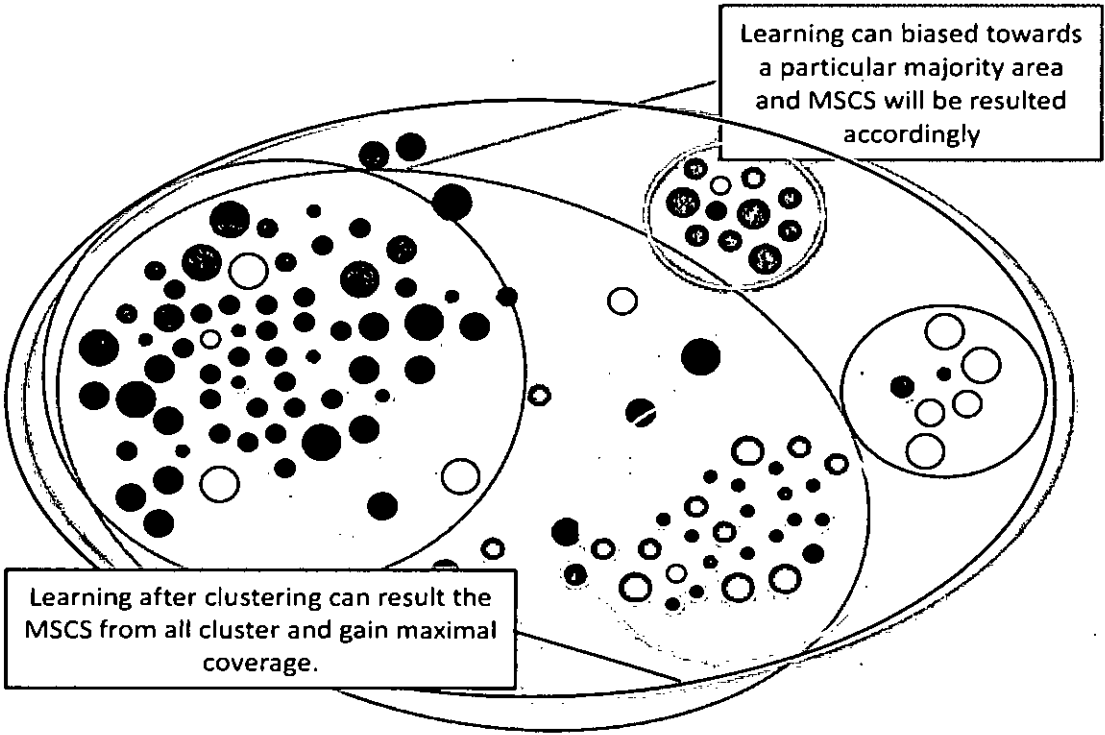 Learning can biased towards
a particular majority area
and MSCS will be resulted
accordingly
Learning after clustering can result the
MSCS from all cluster and gain maximal
coverage.